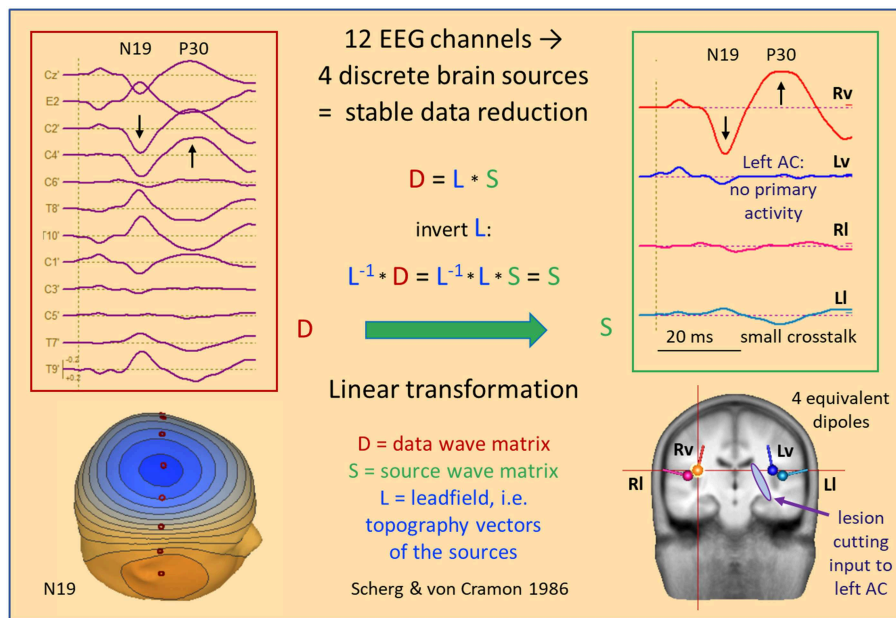 12 EEG channels →
4 discrete brain sources
= stable data reduction
N19 P30
Cz'
E2
C2'
C4'
C6'
T8'
T10'
C1'
C3'
C5'
T7'
T9'
-0.2
+0.2
D = L * S
invert L:
L⁻¹ * D = L⁻¹ * L * S = S
D
S
Linear transformation
D = data wave matrix
S = source wave matrix
L = leadfield, i.e.
topography vectors
of the sources
Scherg & von Cramon 1986
N19 P30
Rv
Left AC:
no primary
activity
Lv
Rl
Ll
20 ms
small crosstalk
N19
4 equivalent
dipoles
Rv
Lv
Rl
Ll
lesion
cutting
input to
left AC